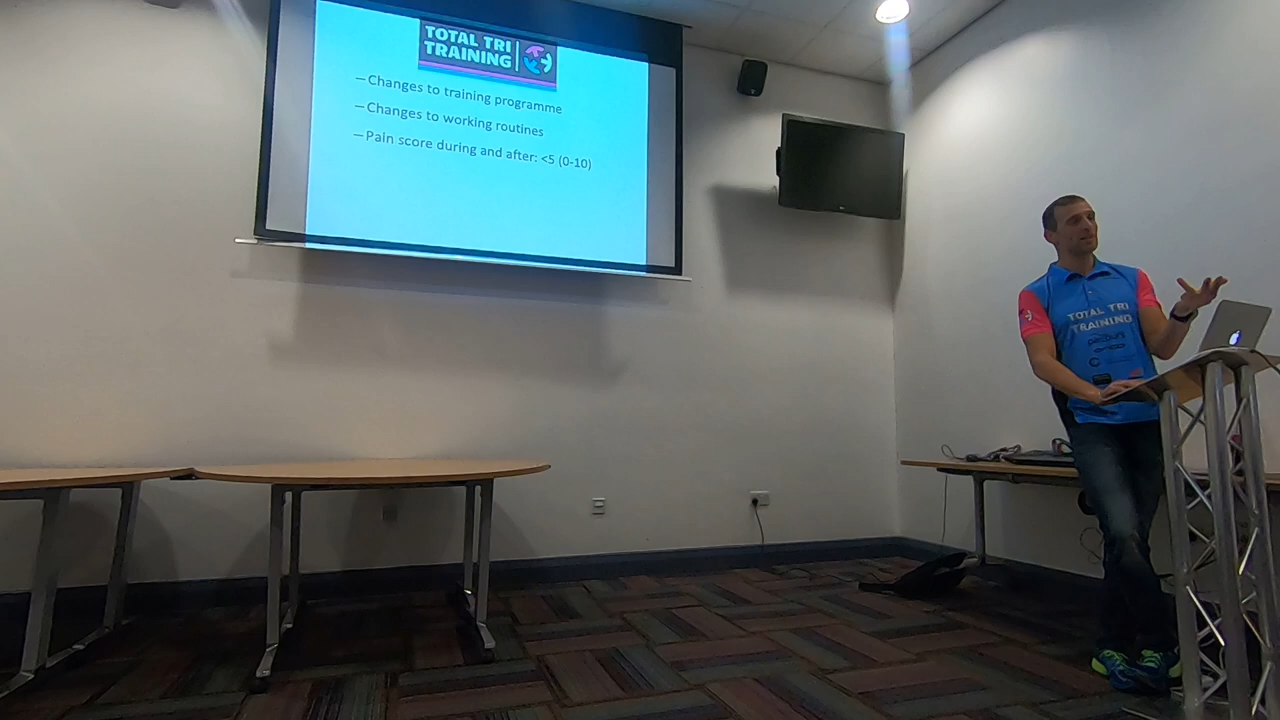 TOTAL TRI
TRAINING
–Changes to training programme
–Changes to working routines
–Pain score during and after: <5 (0-10)
TOTAL TRI
TRAINING